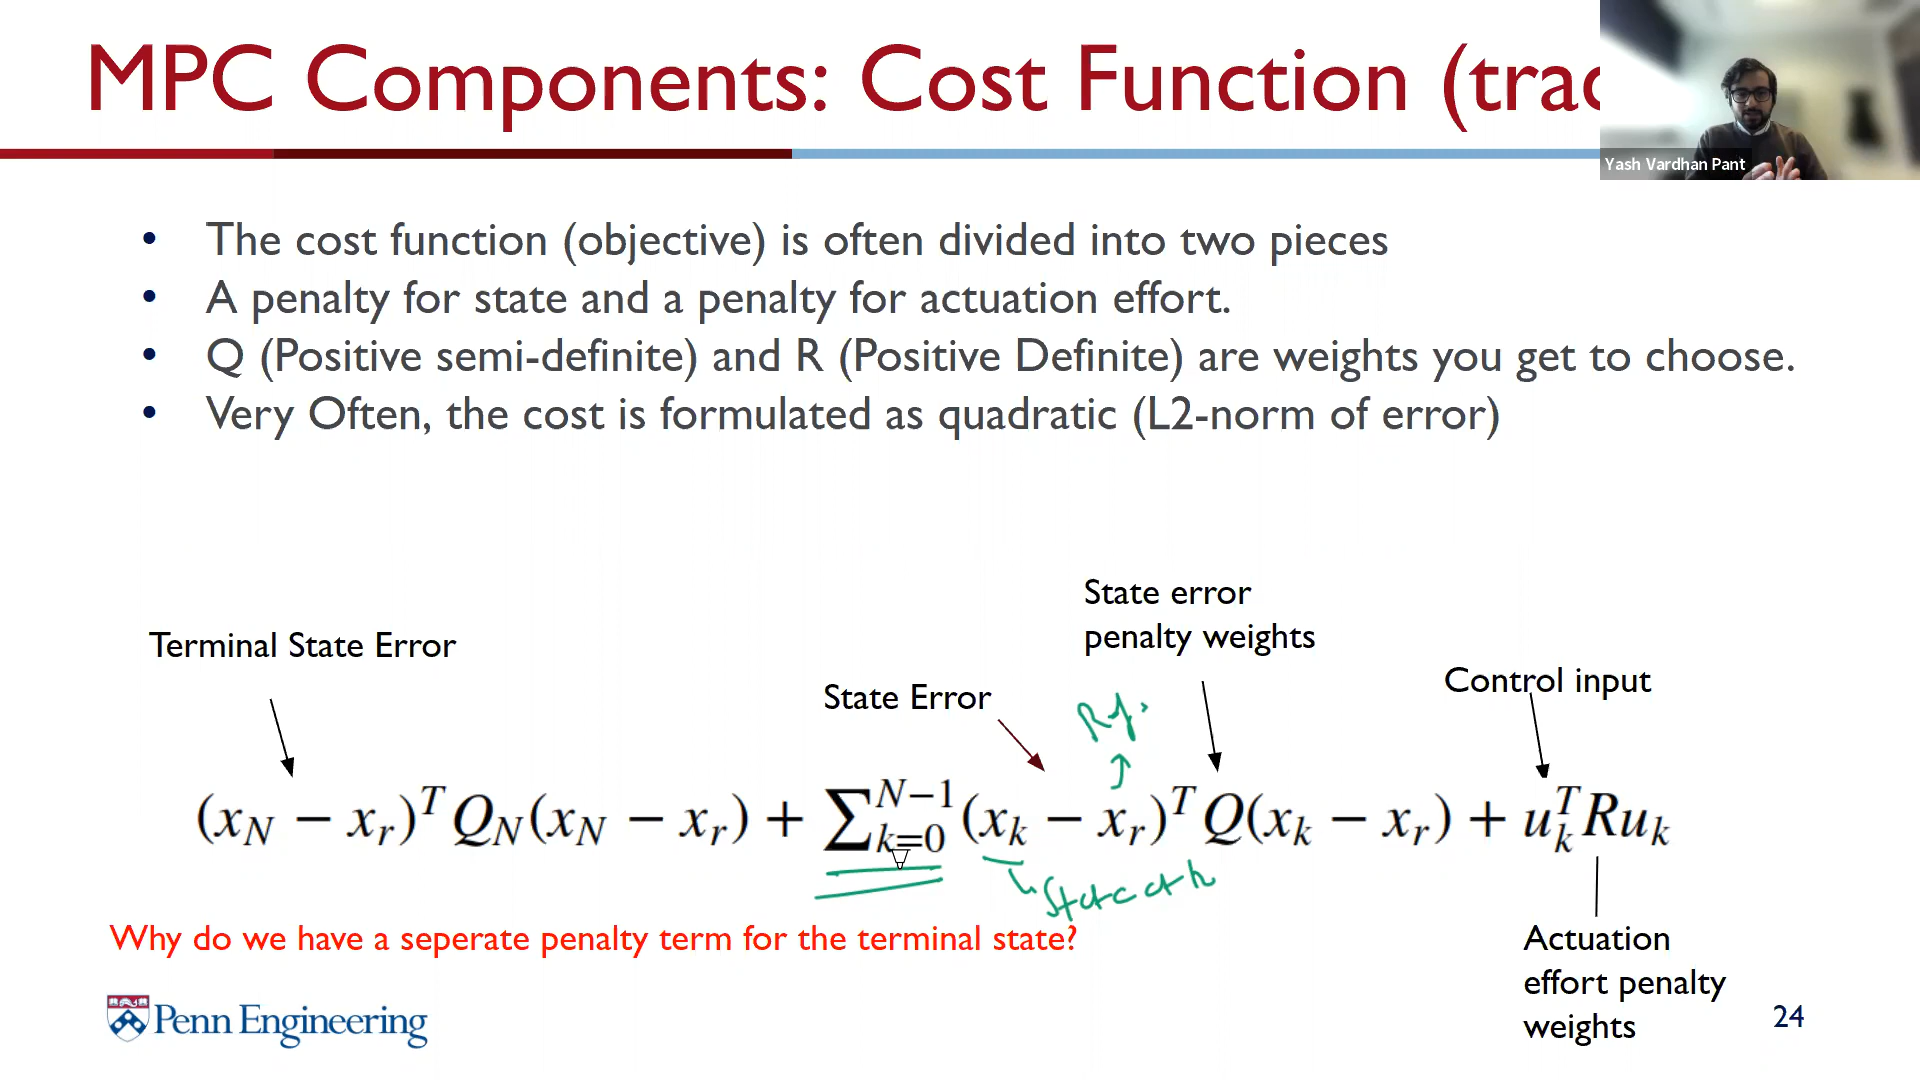 MPC Components: Cost Function (trac
Yash Vardhan Pant
• The cost function (objective) is often divided into two pieces
• A penalty for state and a penalty for actuation effort.
• Q (Positive semi-definite) and R (Positive Definite) are weights you get to choose.
• Very Often, the cost is formulated as quadratic (L2-norm of error)
State error
penalty weights
Terminal State Error
Control input
State Error
Ref.
(x_N − x_r)^T Q_N(x_N − x_r) + ∑_{k=0}^{N−1}(x_k − x_r)^T Q(x_k − x_r) + u_k^T Ru_k
State at k
Why do we have a seperate penalty term for the terminal state?
Actuation
effort penalty
weights
Penn Engineering
24